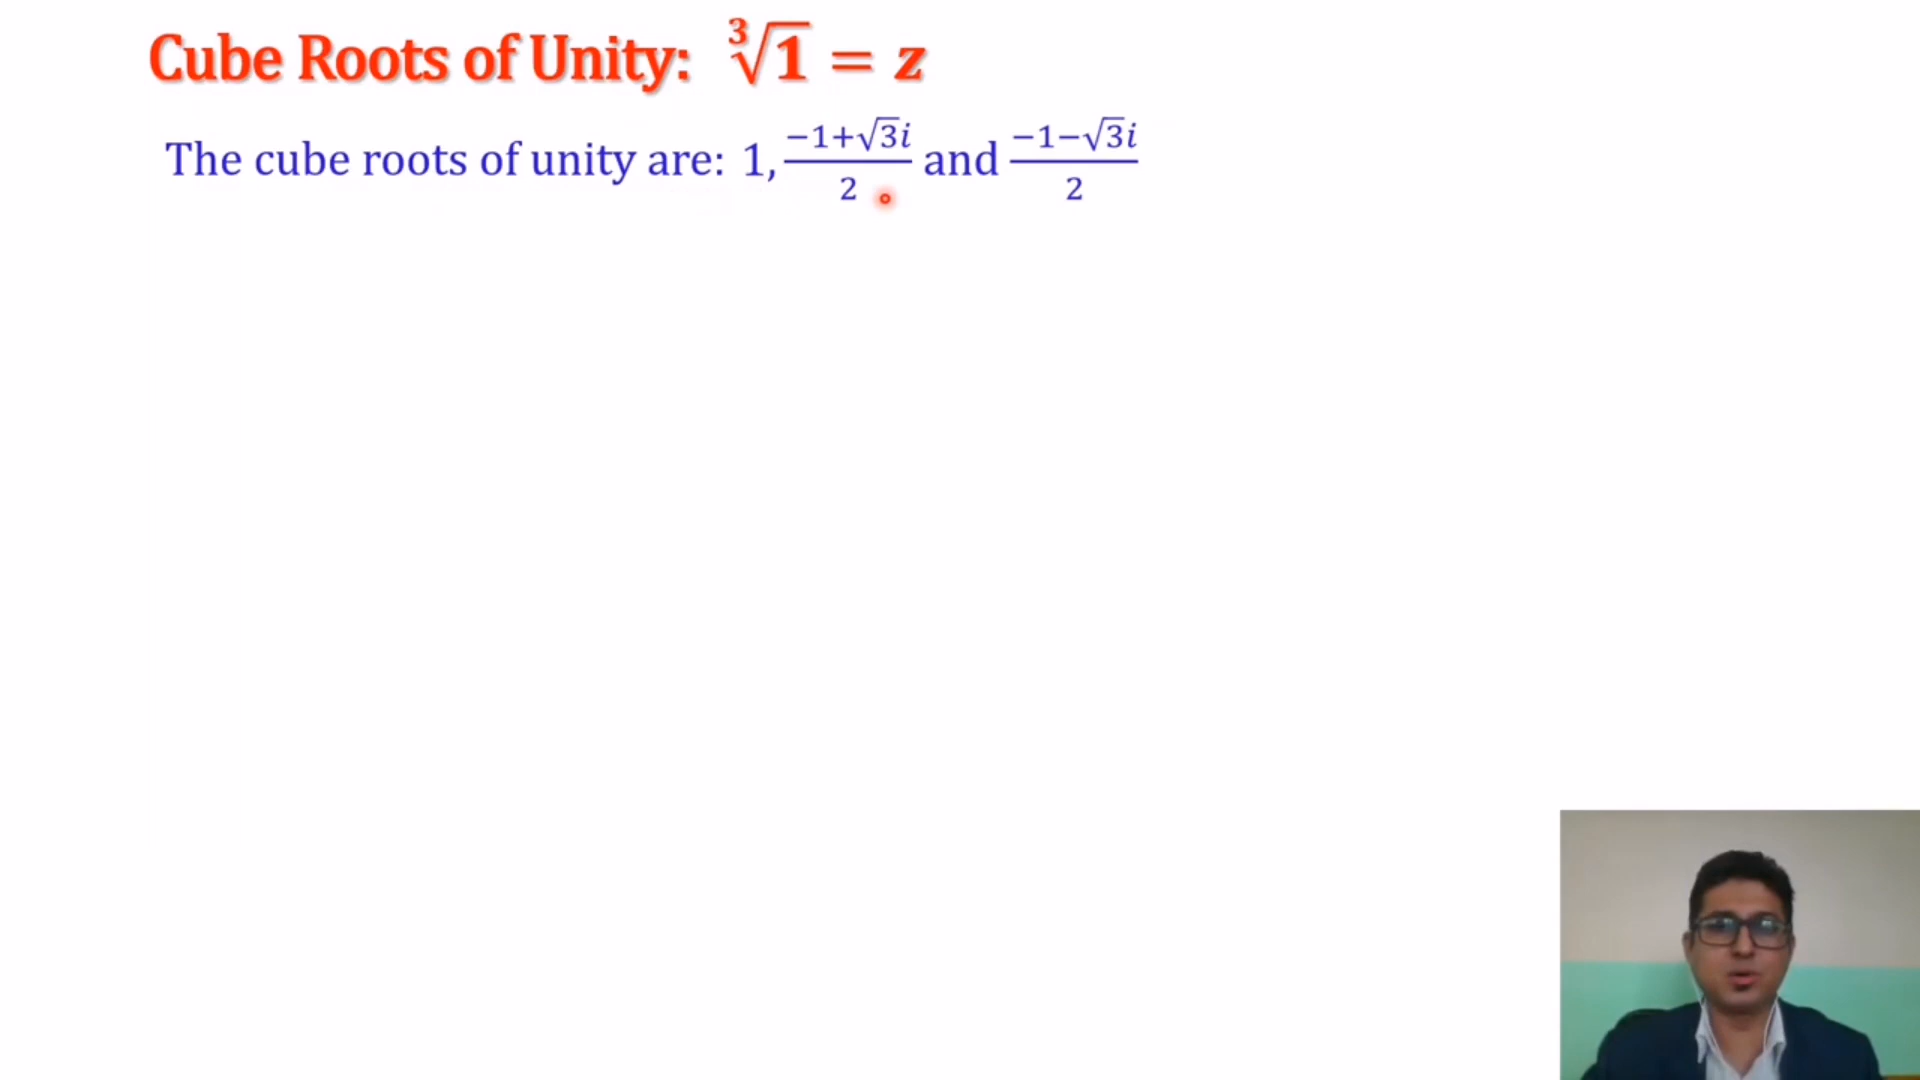 Cube Roots of Unity: ∛1 = z
The cube roots of unity are: 1, (−1+√3i)/2 and (−1−√3i)/2